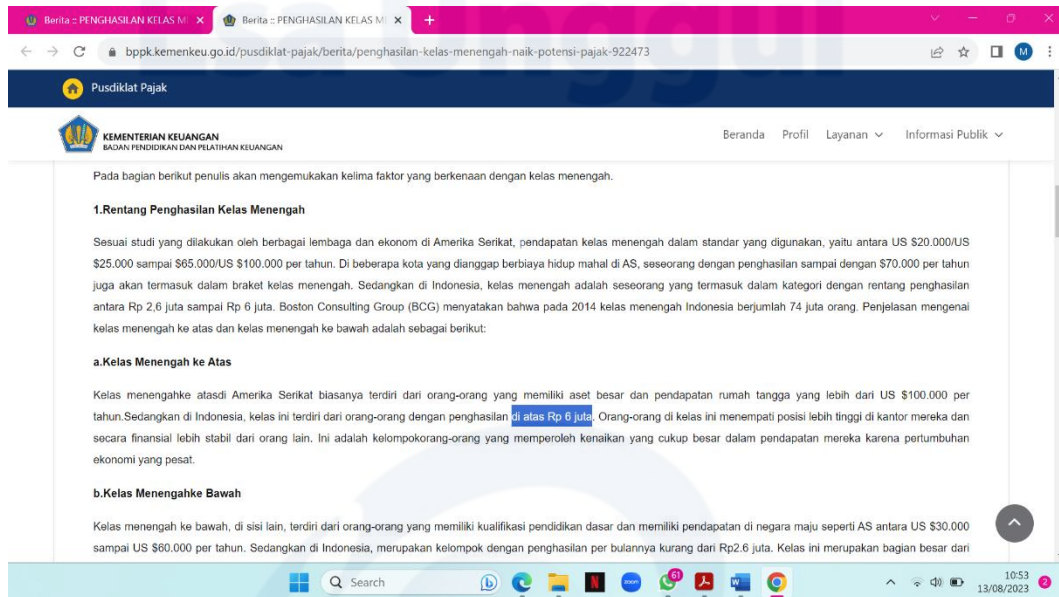 Esa Unggul
Berita :: PENGHASILAN KELAS M
Berita :: PENGHASILAN KELAS M
bppk.kemenkeu.go.id/pusdiklat-pajak/berita/penghasilan-kelas-menengah-naik-potensi-pajak-922473
M
Pusdiklat Pajak
KEMENTERIAN KEUANGAN
BADAN PENDIDIKAN DAN PELATIHAN KEUANGAN
Beranda Profil Layanan Informasi Publik
Pada bagian berikut penulis akan mengemukakan kelima faktor yang berkenaan dengan kelas menengah.
1.Rentang Penghasilan Kelas Menengah
Sesuai studi yang dilakukan oleh berbagai lembaga dan ekonom di Amerika Serikat, pendapatan kelas menengah dalam standar yang digunakan, yaitu antara US $20.000/US
$25.000 sampai $65.000/US $100.000 per tahun. Di beberapa kota yang dianggap berbiaya hidup mahal di AS, seseorang dengan penghasilan sampai dengan $70.000 per tahun
juga akan termasuk dalam braket kelas menengah. Sedangkan di Indonesia, kelas menengah adalah seseorang yang termasuk dalam kategori dengan rentang penghasilan
antara Rp 2,6 juta sampai Rp 6 juta. Boston Consulting Group (BCG) menyatakan bahwa pada 2014 kelas menengah Indonesia berjumlah 74 juta orang. Penjelasan mengenai
kelas menengah ke atas dan kelas menengah ke bawah adalah sebagai berikut:
a.Kelas Menengah ke Atas
Kelas menengahke atasdi Amerika Serikat biasanya terdiri dari orang-orang yang memiliki aset besar dan pendapatan rumah tangga yang lebih dari US $100.000 per
tahun.Sedangkan di Indonesia, kelas ini terdiri dari orang-orang dengan penghasilan di atas Rp 6 juta. Orang-orang di kelas ini menempati posisi lebih tinggi di kantor mereka dan
secara finansial lebih stabil dari orang lain. Ini adalah kelompokorang-orang yang memperoleh kenaikan yang cukup besar dalam pendapatan mereka karena pertumbuhan
ekonomi yang pesat.
b.Kelas Menengahke Bawah
Kelas menengah ke bawah, di sisi lain, terdiri dari orang-orang yang memiliki kualifikasi pendidikan dasar dan memiliki pendapatan di negara maju seperti AS antara US $30.000
sampai US $60.000 per tahun. Sedangkan di Indonesia, merupakan kelompok dengan penghasilan per bulannya kurang dari Rp2.6 juta. Kelas ini merupakan bagian besar dari
Search
zoom
61
10:53
13/08/2023
2